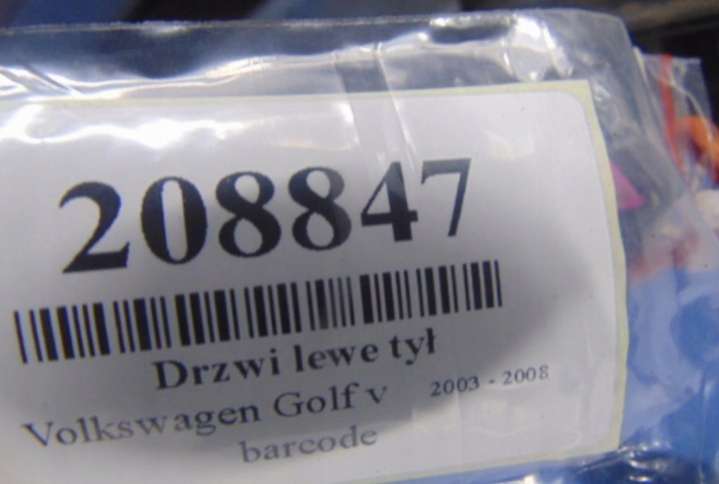 208847
Drzwi lewe tył
Volkswagen Golf v 2003 - 2008
barcode